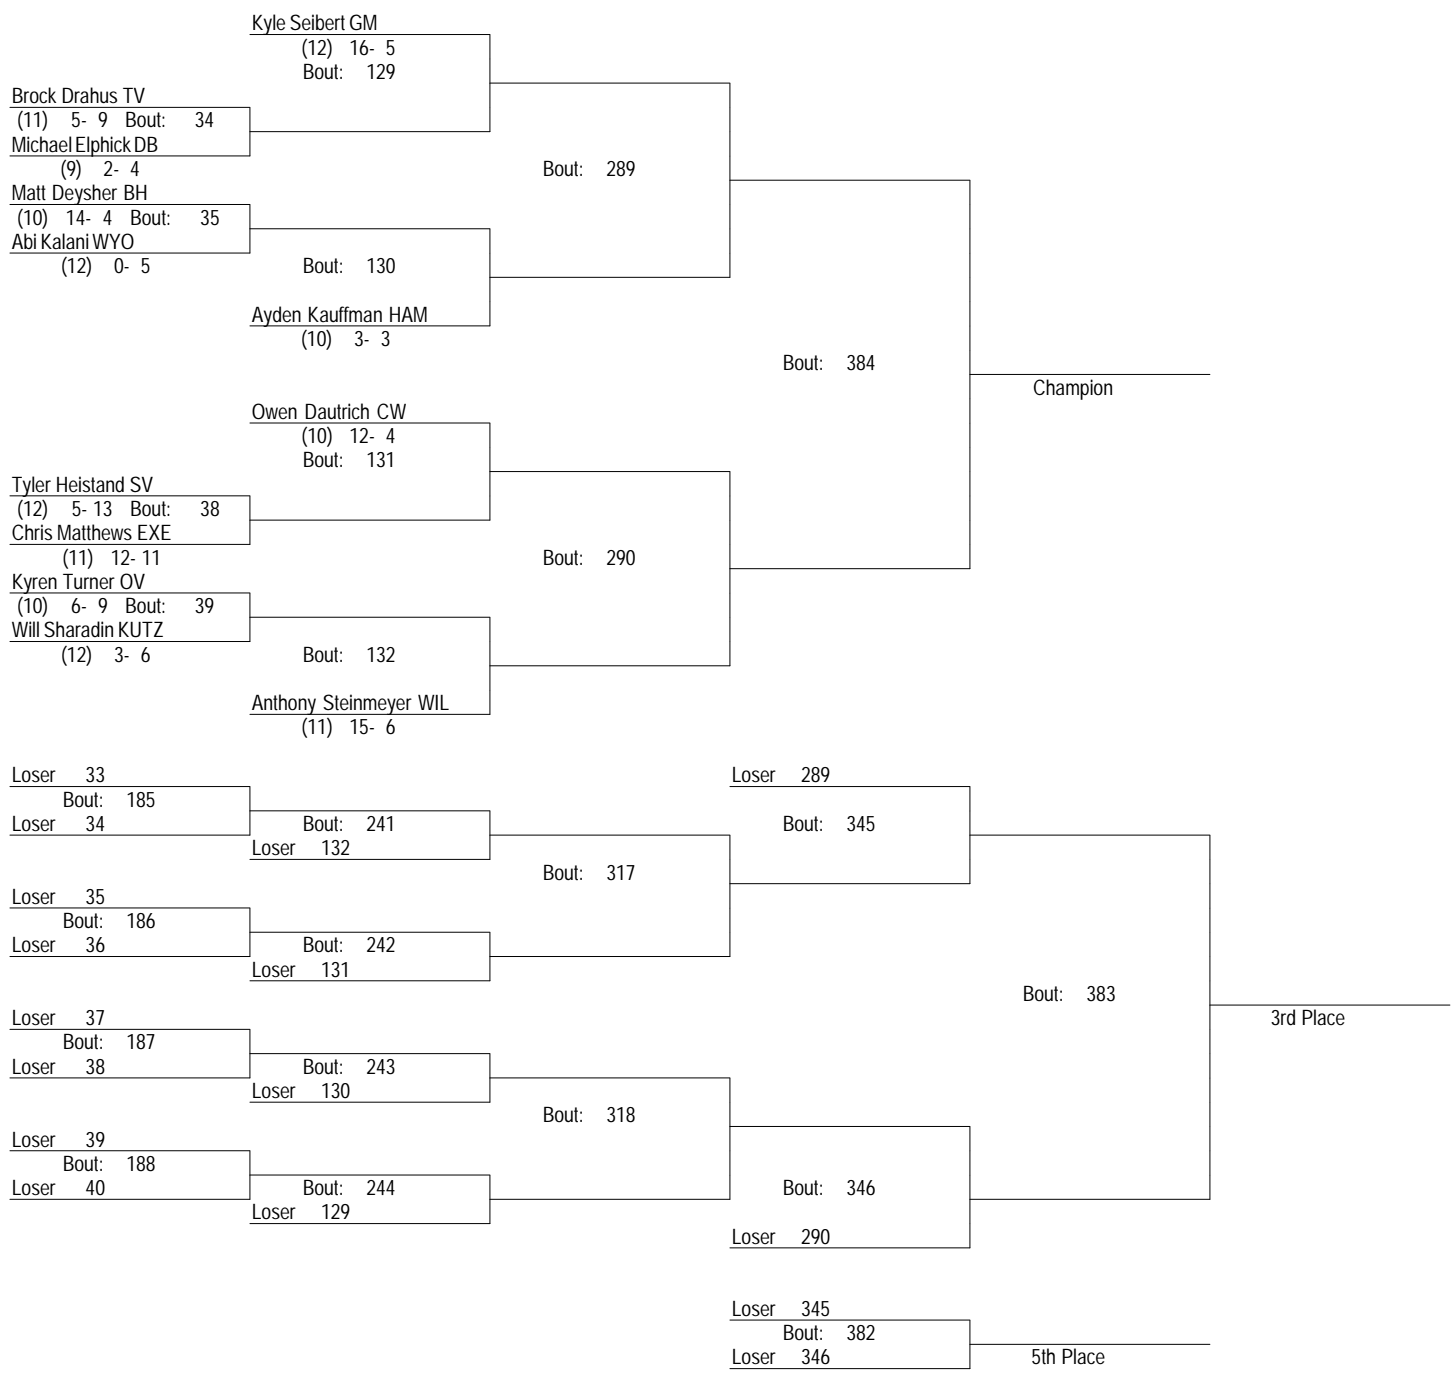 Kyle Seibert GM
(12) 16- 5
Bout: 129
Brock Drahus TV
(11) 5- 9 Bout: 34
Michael Elphick DB
(9) 2- 4
Bout: 289
Matt Deysher BH
(10) 14- 4 Bout: 35
Abi Kalani WYO
(12) 0- 5
Bout: 130
Ayden Kauffman HAM
(10) 3- 3
Bout: 384
Champion
Owen Dautrich CW
(10) 12- 4
Bout: 131
Tyler Heistand SV
(12) 5- 13 Bout: 38
Chris Matthews EXE
(11) 12- 11
Bout: 290
Kyren Turner OV
(10) 6- 9 Bout: 39
Will Sharadin KUTZ
(12) 3- 6
Bout: 132
Anthony Steinmeyer WIL
(11) 15- 6
Loser 33
Bout: 185
Loser 34
Bout: 241
Loser 132
Bout: 317
Loser 289
Bout: 345
Loser 35
Bout: 186
Loser 36
Bout: 242
Loser 131
Bout: 383
3rd Place
Loser 37
Bout: 187
Loser 38
Bout: 243
Loser 130
Bout: 318
Loser 39
Bout: 188
Loser 40
Bout: 244
Loser 129
Bout: 346
Loser 290
Loser 345
Bout: 382
Loser 346
5th Place